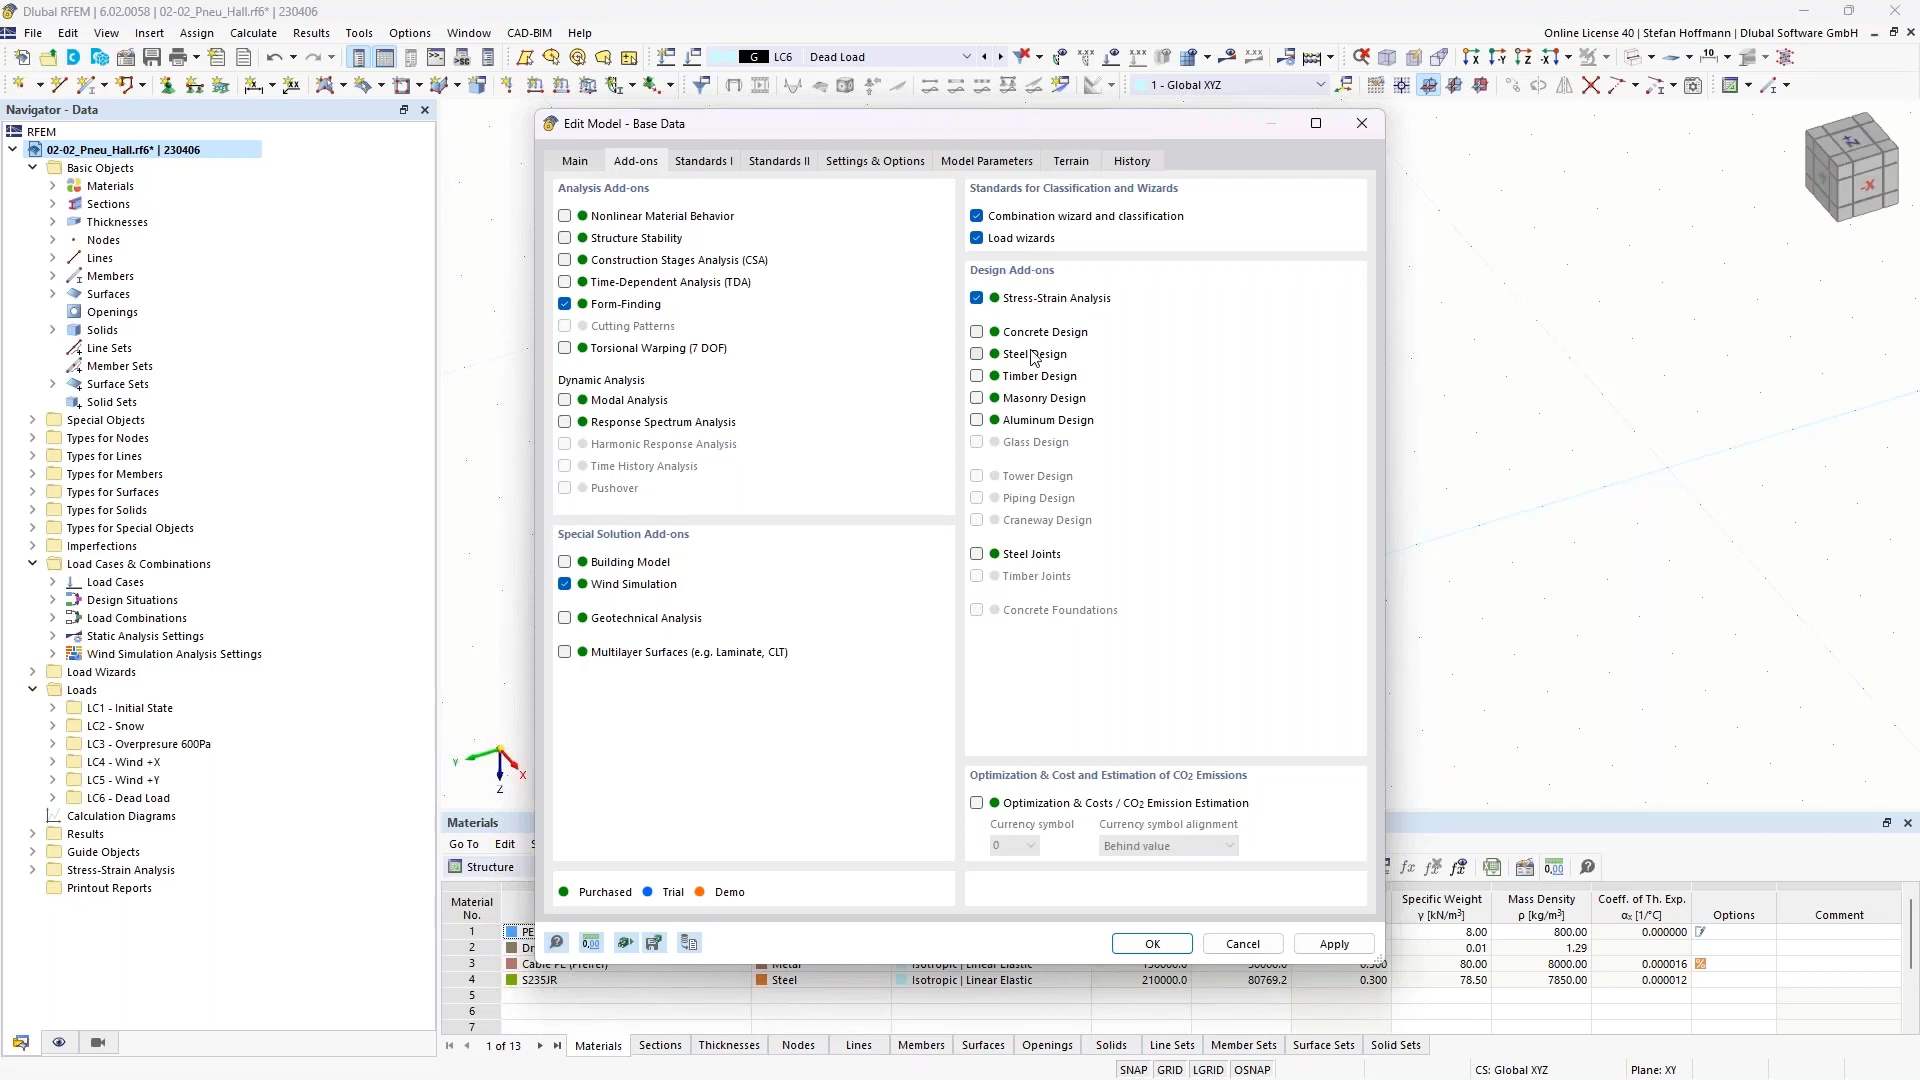 Dlubal RFEM | 6.02.0058 | 02-02_Pneu_Hall.rf6* | 230406
File Edit View Insert Assign Calculate Results Tools Options Window CAD-BIM Help
Online License 40 | Stefan Hoffmann | Dlubal Software GmbH
G LC6 Dead Load
1 - Global XYZ
Navigator - Data
RFEM
02-02_Pneu_Hall.rf6* | 230406
Basic Objects
Materials
Sections
Thicknesses
Nodes
Lines
Members
Surfaces
Openings
Solids
Line Sets
Member Sets
Surface Sets
Solid Sets
Special Objects
Types for Nodes
Types for Lines
Types for Members
Types for Surfaces
Types for Solids
Types for Special Objects
Imperfections
Load Cases & Combinations
Load Cases
Design Situations
Load Combinations
Static Analysis Settings
Wind Simulation Analysis Settings
Load Wizards
Loads
LC1 - Initial State
LC2 - Snow
LC3 - Overpresure 600Pa
LC4 - Wind +X
LC5 - Wind +Y
LC6 - Dead Load
Calculation Diagrams
Results
Guide Objects
Stress-Strain Analysis
Printout Reports
Edit Model - Base Data
Main Add-ons Standards I Standards II Settings & Options Model Parameters Terrain History
Analysis Add-ons
Nonlinear Material Behavior
Structure Stability
Construction Stages Analysis (CSA)
Time-Dependent Analysis (TDA)
Form-Finding
Cutting Patterns
Torsional Warping (7 DOF)
Dynamic Analysis
Modal Analysis
Response Spectrum Analysis
Harmonic Response Analysis
Time History Analysis
Pushover
Special Solution Add-ons
Building Model
Wind Simulation
Geotechnical Analysis
Multilayer Surfaces (e.g. Laminate, CLT)
Purchased Trial Demo
Standards for Classification and Wizards
Combination wizard and classification
Load wizards
Design Add-ons
Stress-Strain Analysis
Concrete Design
Steel Design
Timber Design
Masonry Design
Aluminum Design
Glass Design
Tower Design
Piping Design
Craneway Design
Steel Joints
Timber Joints
Concrete Foundations
Optimization & Cost and Estimation of CO2 Emissions
Optimization & Costs / CO2 Emission Estimation
Currency symbol Currency symbol alignment
0 Behind value
OK Cancel Apply
-X
Y X Z
Materials
Go To Edit
Structure
Material No. Specific Weight γ [kN/m³] Mass Density ρ [kg/m³] Coeff. of Th. Exp. αx [1/°C] Options Comment
1 PE 8.00 800.00 0.000000
2 0.01 1.29
3 Cable PE (Pfeifer) Metal Isotropic | Linear Elastic 0.300 80.00 8000.00 0.000016
4 S235JR Steel Isotropic | Linear Elastic 210000.0 80769.2 0.300 78.50 7850.00 0.000012
5
6
7
1 of 13 Materials Sections Thicknesses Nodes Lines Members Surfaces Openings Solids Line Sets Member Sets Surface Sets Solid Sets
SNAP GRID LGRID OSNAP CS: Global XYZ Plane: XY